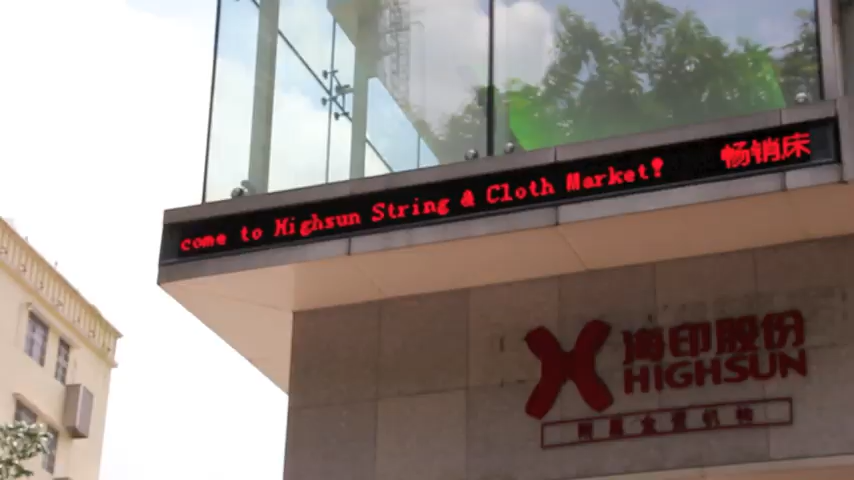 come to Highsun String & Cloth Market! 畅销床
海印股份
HIGHSUN